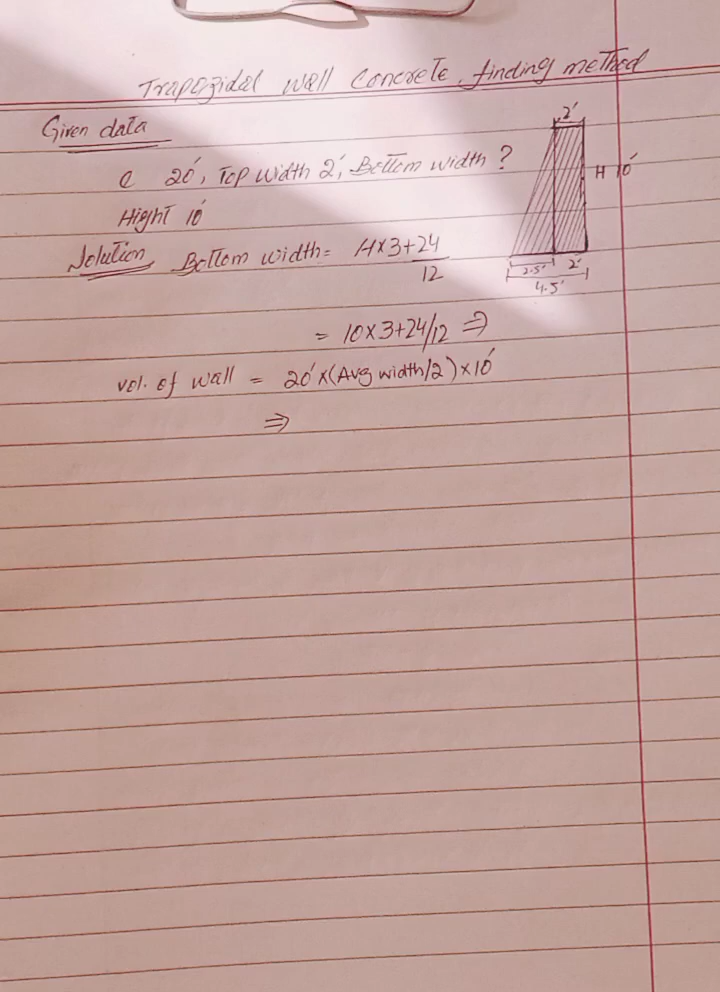 Trapozidal Wall Concrete finding method
Given data
2'
l 20', Top width 2', Bottom width ?
H 10'
Hight 10'
Solution Bottom width = H×3+24
12
2.5' 2'
4.5'
= 10×3+24/12 ⇒
vol. of wall = 20'×(Avg width/2)×10'
⇒